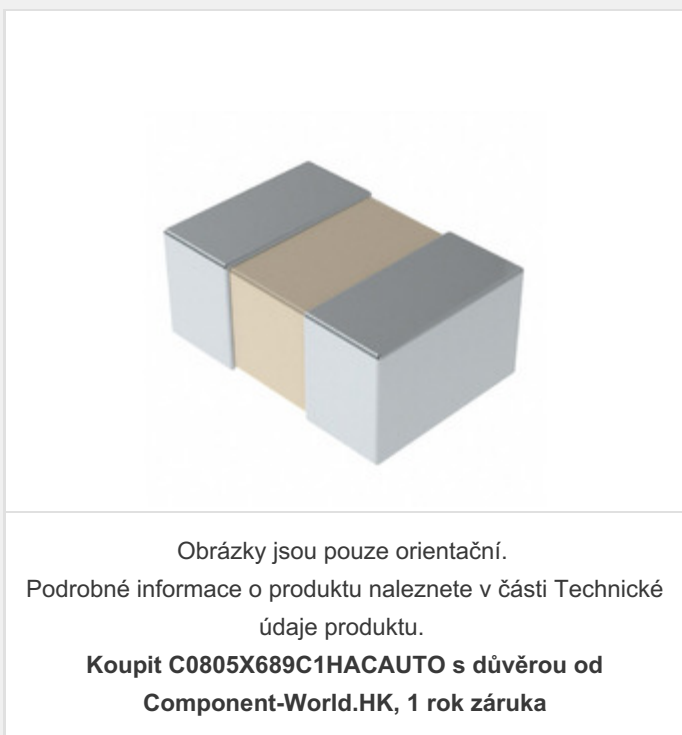 Obrázky jsou pouze orientační.
Podrobné informace o produktu naleznete v části Technické
údaje produktu.
Koupit C0805X689C1HACAUTO s důvěrou od
Component-World.HK, 1 rok záruka